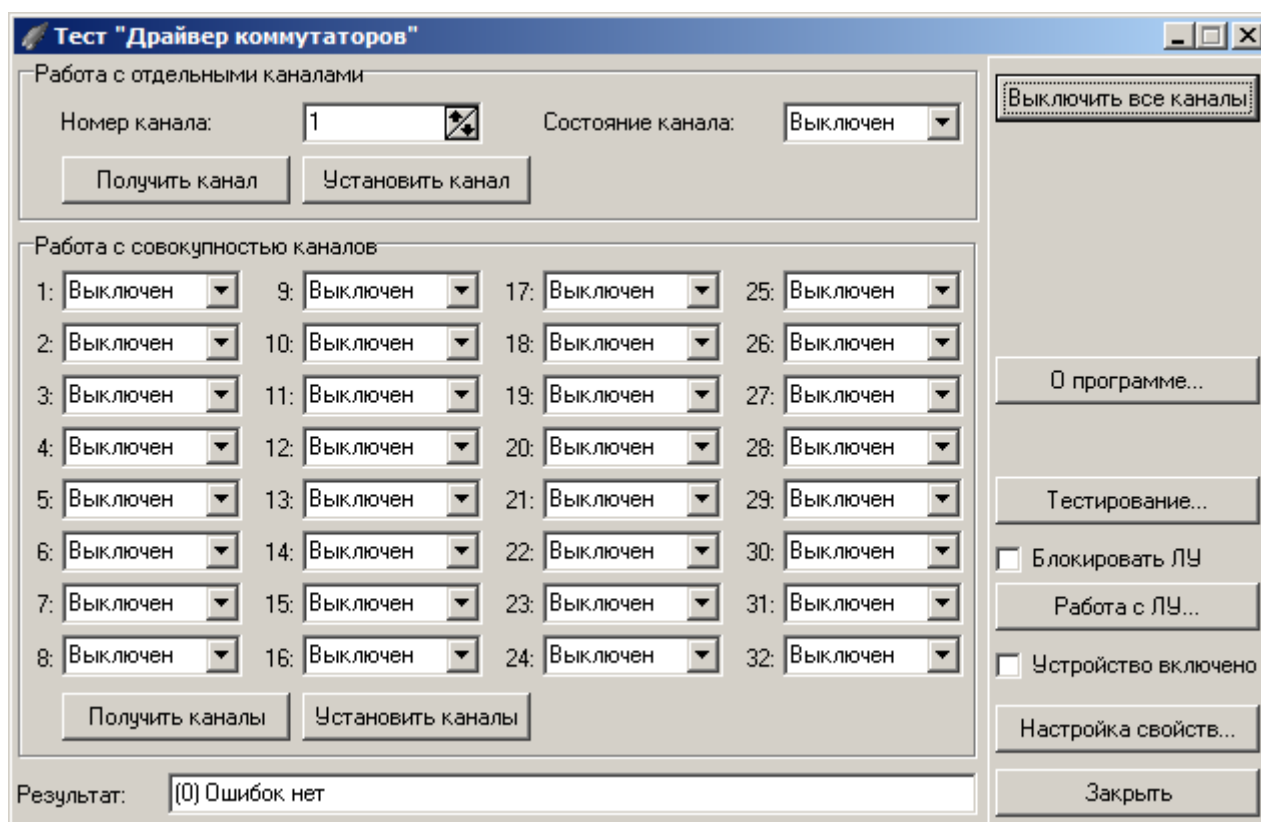 Тест "Драйвер коммутаторов"
Работа с отдельными каналами
Номер канала: 1 Состояние канала: Выключен
Получить канал Установить канал
Работа с совокупностью каналов
1: Выключен 9: Выключен 17: Выключен 25: Выключен
2: Выключен 10: Выключен 18: Выключен 26: Выключен
3: Выключен 11: Выключен 19: Выключен 27: Выключен
4: Выключен 12: Выключен 20: Выключен 28: Выключен
5: Выключен 13: Выключен 21: Выключен 29: Выключен
6: Выключен 14: Выключен 22: Выключен 30: Выключен
7: Выключен 15: Выключен 23: Выключен 31: Выключен
8: Выключен 16: Выключен 24: Выключен 32: Выключен
Получить каналы Установить каналы
Результат: (0) Ошибок нет
Выключить все каналы
О программе...
Тестирование...
Блокировать ЛУ
Работа с ЛУ...
Устройство включено
Настройка свойств...
Закрыть